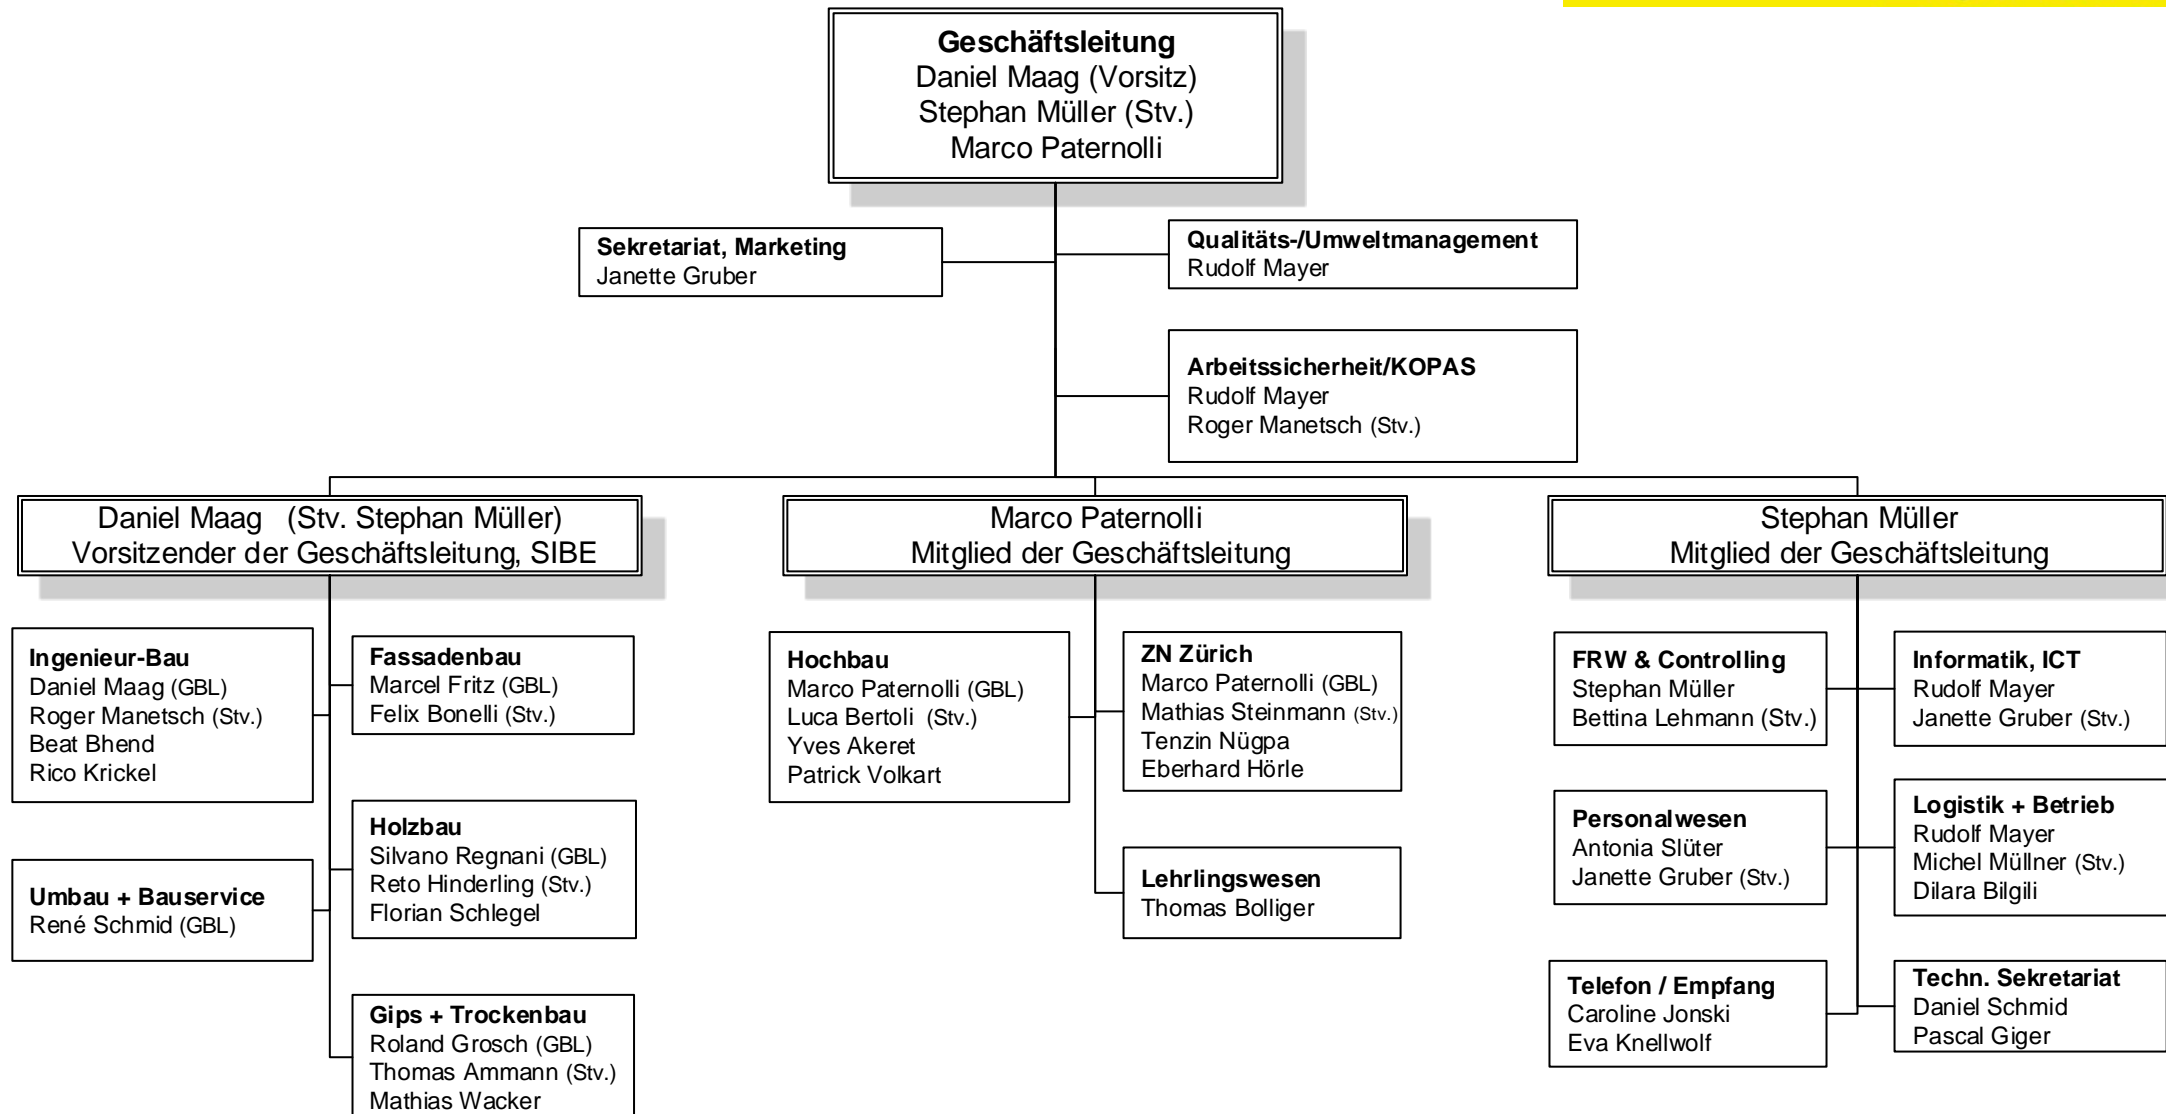 Geschäftsleitung
Daniel Maag (Vorsitz)
Stephan Müller (Stv.)
Marco Paternolli
Sekretariat, Marketing
Janette Gruber
Qualitäts-/Umweltmanagement
Rudolf Mayer
Arbeitssicherheit/KOPAS
Rudolf Mayer
Roger Manetsch (Stv.)
Daniel Maag (Stv. Stephan Müller)
Vorsitzender der Geschäftsleitung, SIBE
Marco Paternolli
Mitglied der Geschäftsleitung
Stephan Müller
Mitglied der Geschäftsleitung
Ingenieur-Bau
Daniel Maag (GBL)
Roger Manetsch (Stv.)
Beat Bhend
Rico Krickel
Fassadenbau
Marcel Fritz (GBL)
Felix Bonelli (Stv.)
Umbau + Bauservice
René Schmid (GBL)
Holzbau
Silvano Regnani (GBL)
Reto Hinderling (Stv.)
Florian Schlegel
Gips + Trockenbau
Roland Grosch (GBL)
Thomas Ammann (Stv.)
Mathias Wacker
Hochbau
Marco Paternolli (GBL)
Luca Bertoli (Stv.)
Yves Akeret
Patrick Volkart
ZN Zürich
Marco Paternolli (GBL)
Mathias Steinmann (Stv.)
Tenzin Nügpa
Eberhard Hörle
Lehrlingswesen
Thomas Bolliger
FRW & Controlling
Stephan Müller
Bettina Lehmann (Stv.)
Informatik, ICT
Rudolf Mayer
Janette Gruber (Stv.)
Personalwesen
Antonia Slüter
Janette Gruber (Stv.)
Logistik + Betrieb
Rudolf Mayer
Michel Müllner (Stv.)
Dilara Bilgili
Telefon / Empfang
Caroline Jonski
Eva Knellwolf
Techn. Sekretariat
Daniel Schmid
Pascal Giger